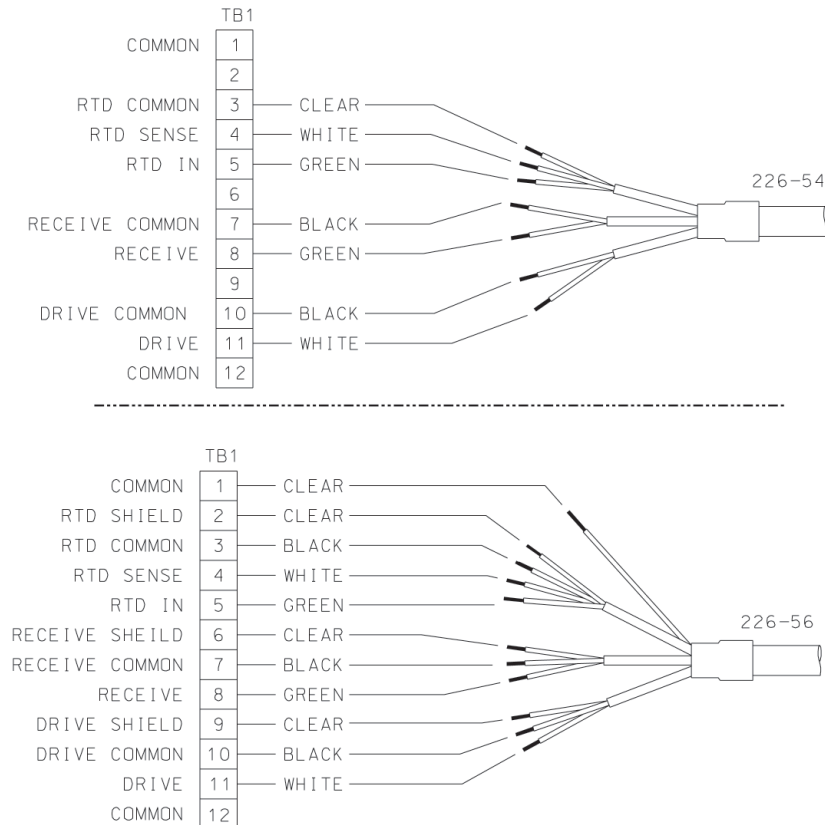 TB1
COMMON 1
2
RTD COMMON 3 CLEAR
RTD SENSE 4 WHITE
RTD IN 5 GREEN
6
226-54
RECEIVE COMMON 7 BLACK
RECEIVE 8 GREEN
9
DRIVE COMMON 10 BLACK
DRIVE 11 WHITE
COMMON 12
TB1
COMMON 1 CLEAR
RTD SHIELD 2 CLEAR
RTD COMMON 3 BLACK
RTD SENSE 4 WHITE
RTD IN 5 GREEN
RECEIVE SHEILD 6 CLEAR
226-56
RECEIVE COMMON 7 BLACK
RECEIVE 8 GREEN
DRIVE SHIELD 9 CLEAR
DRIVE COMMON 10 BLACK
DRIVE 11 WHITE
COMMON 12